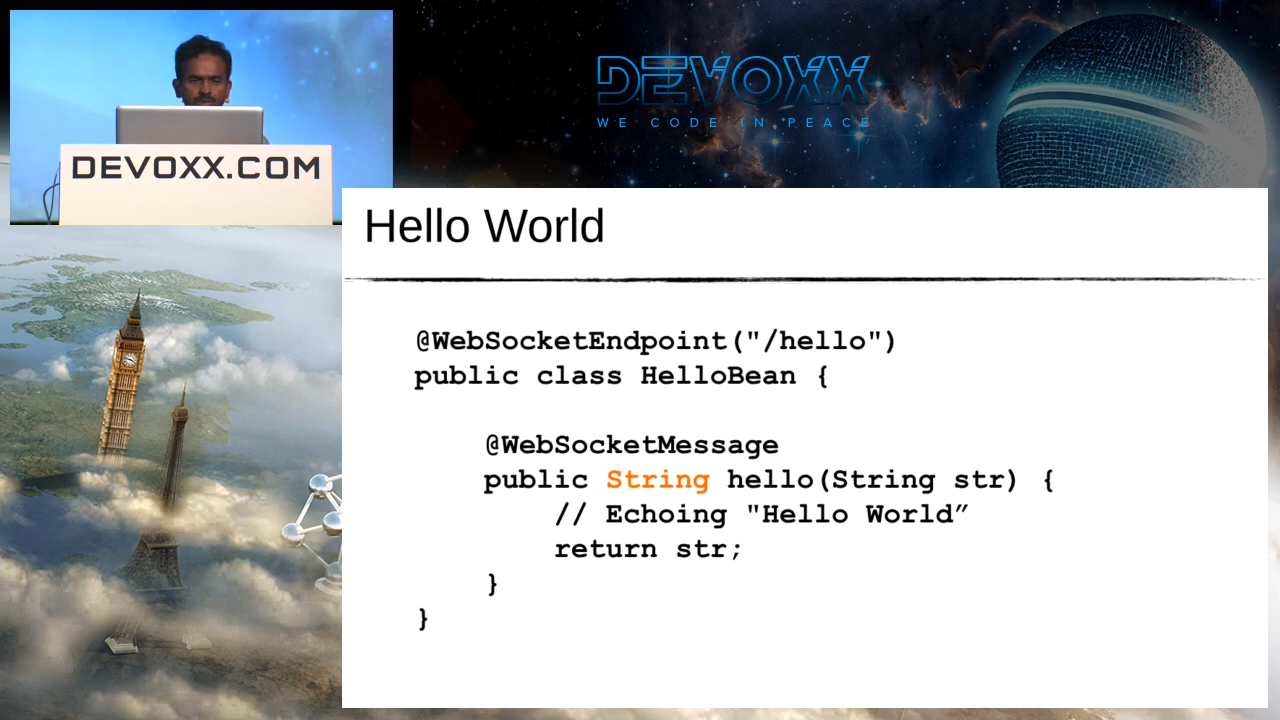 DEVOXX
WE CODE IN PEACE
DEVOXX.COM
Hello World
@WebSocketEndpoint("/hello")
public class HelloBean {
@WebSocketMessage
public String hello(String str) {
// Echoing "Hello World”
return str;
}
}